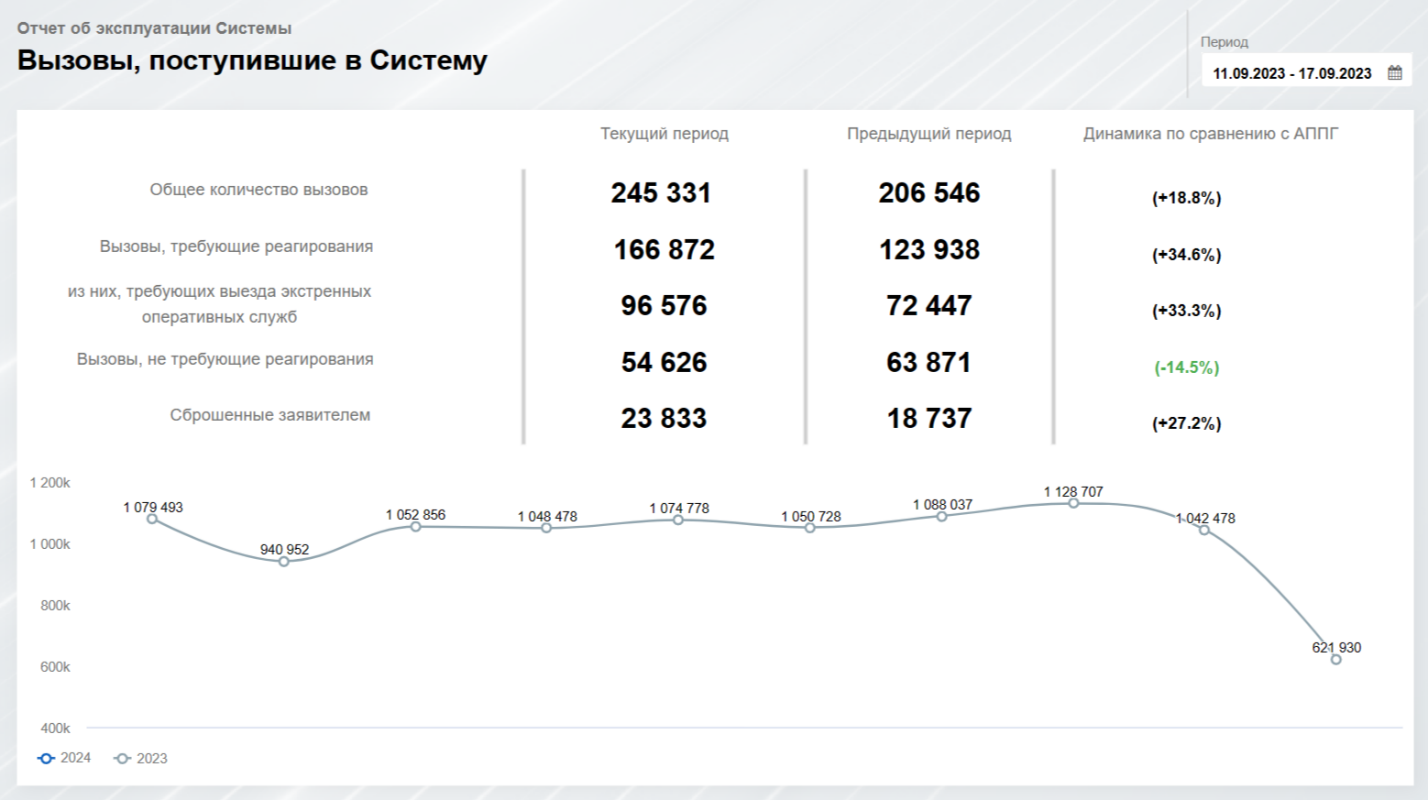 Отчет об эксплуатации Системы
Вызовы, поступившие в Систему
Период
11.09.2023 - 17.09.2023
Текущий период
Предыдущий период
Динамика по сравнению с АППГ
Общее количество вызовов
245 331
206 546
(+18.8%)
Вызовы, требующие реагирования
166 872
123 938
(+34.6%)
из них, требующих выезда экстренных
оперативных служб
96 576
72 447
(+33.3%)
Вызовы, не требующие реагирования
54 626
63 871
(-14.5%)
Сброшенные заявителем
23 833
18 737
(+27.2%)
1 200k
1 000k
800k
600k
400k
1 079 493
940 952
1 052 856
1 048 478
1 074 778
1 050 728
1 088 037
1 128 707
1 042 478
621 930
2024
2023